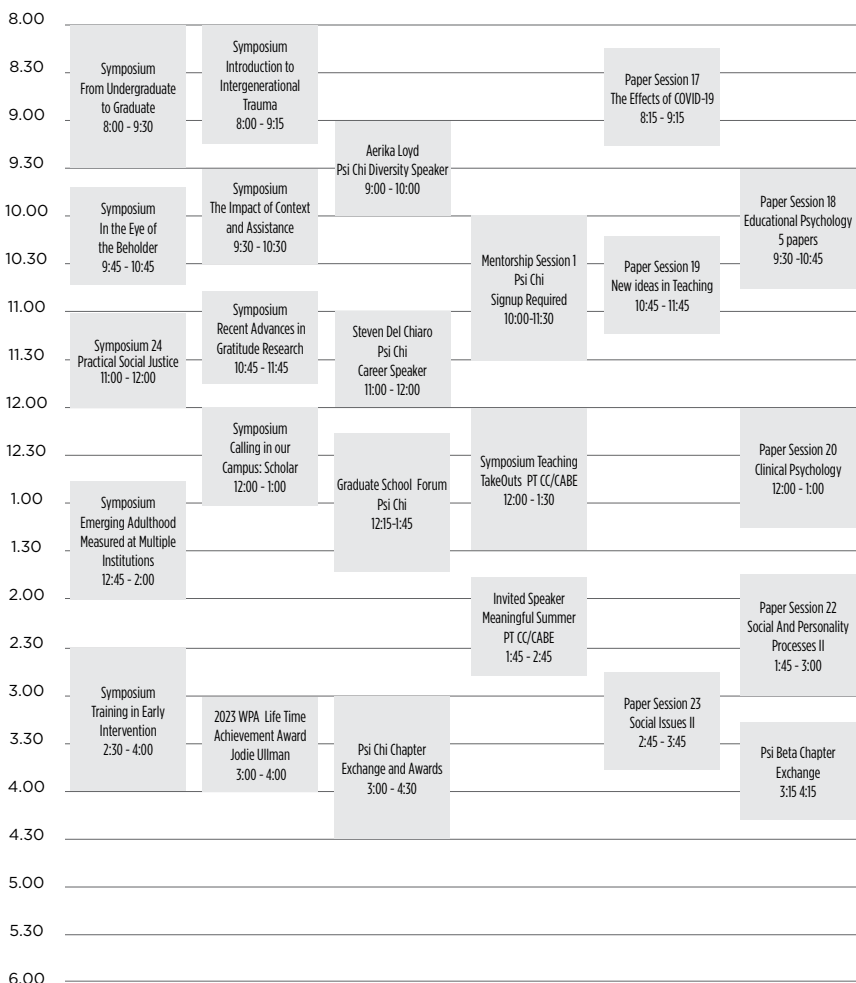 8.00
8.30
9.00
9.30
10.00
10.30
11.00
11.30
12.00
12.30
1.00
1.30
2.00
2.30
3.00
3.30
4.00
4.30
5.00
5.30
6.00
Symposium
From Undergraduate
to Graduate
8:00 - 9:30
Symposium
In the Eye of
the Beholder
9:45 - 10:45
Symposium 24
Practical Social Justice
11:00 - 12:00
Symposium
Emerging Adulthood
Measured at Multiple
Institutions
12:45 - 2:00
Symposium
Training in Early
Intervention
2:30 - 4:00
Symposium
Introduction to
Intergenerational
Trauma
8:00 - 9:15
Symposium
The Impact of Context
and Assistance
9:30 - 10:30
Symposium
Recent Advances in
Gratitude Research
10:45 - 11:45
Symposium
Calling in our
Campus: Scholar
12:00 - 1:00
2023 WPA Life Time
Achievement Award
Jodie Ullman
3:00 - 4:00
Aerika Loyd
Psi Chi Diversity Speaker
9:00 - 10:00
Steven Del Chiaro
Psi Chi
Career Speaker
11:00 - 12:00
Graduate School Forum
Psi Chi
12:15-1:45
Psi Chi Chapter
Exchange and Awards
3:00 - 4:30
Mentorship Session 1
Psi Chi
Signup Required
10:00-11:30
Symposium Teaching
TakeOuts PT CC/CABE
12:00 - 1:30
Invited Speaker
Meaningful Summer
PT CC/CABE
1:45 - 2:45
Paper Session 17
The Effects of COVID-19
8:15 - 9:15
Paper Session 19
New ideas in Teaching
10:45 - 11:45
Paper Session 23
Social Issues II
2:45 - 3:45
Paper Session 18
Educational Psychology
5 papers
9:30 -10:45
Paper Session 20
Clinical Psychology
12:00 - 1:00
Paper Session 22
Social And Personality
Processes II
1:45 - 3:00
Psi Beta Chapter
Exchange
3:15 4:15